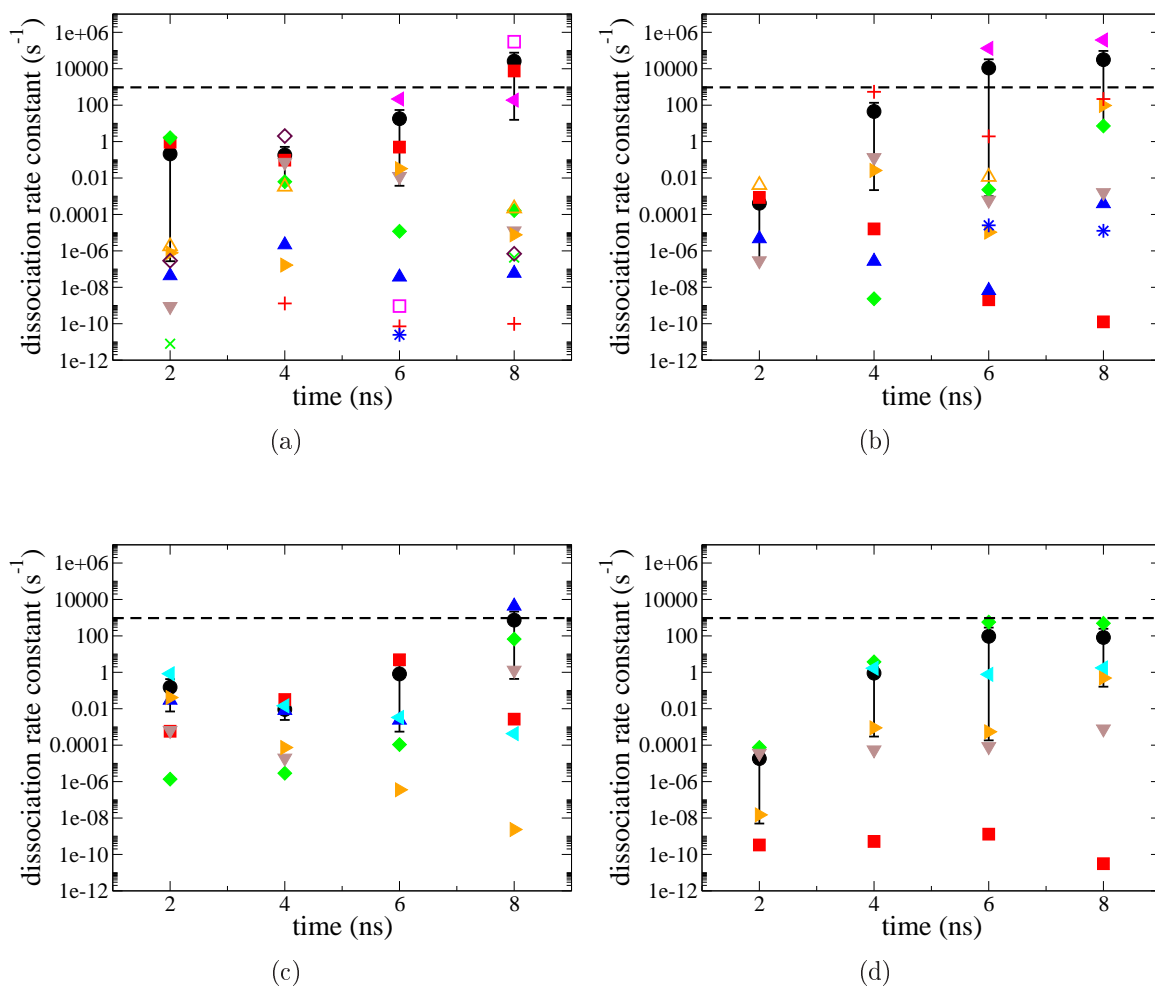 1e+06
10000
100
1
0.01
0.0001
1e-06
1e-08
1e-10
1e-12
dissociation rate constant (s⁻¹)
2 4 6 8
time (ns)
(a)
1e+06
10000
100
1
0.01
0.0001
1e-06
1e-08
1e-10
1e-12
dissociation rate constant (s⁻¹)
2 4 6 8
time (ns)
(b)
1e+06
10000
100
1
0.01
0.0001
1e-06
1e-08
1e-10
1e-12
dissociation rate constant (s⁻¹)
2 4 6 8
time (ns)
(c)
1e+06
10000
100
1
0.01
0.0001
1e-06
1e-08
1e-10
1e-12
dissociation rate constant (s⁻¹)
2 4 6 8
time (ns)
(d)